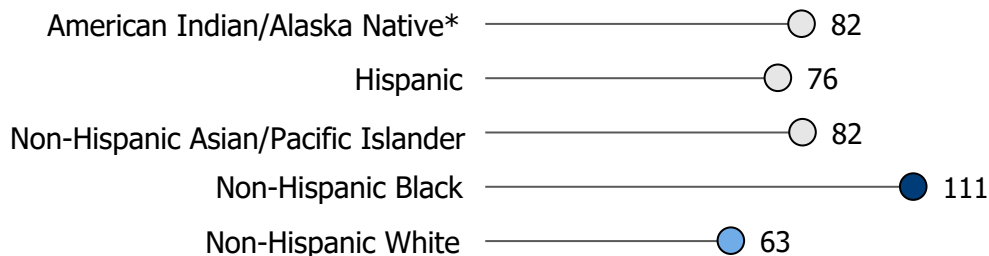 American Indian/Alaska Native* 82
Hispanic 76
Non-Hispanic Asian/Pacific Islander 82
Non-Hispanic Black 111
Non-Hispanic White 63